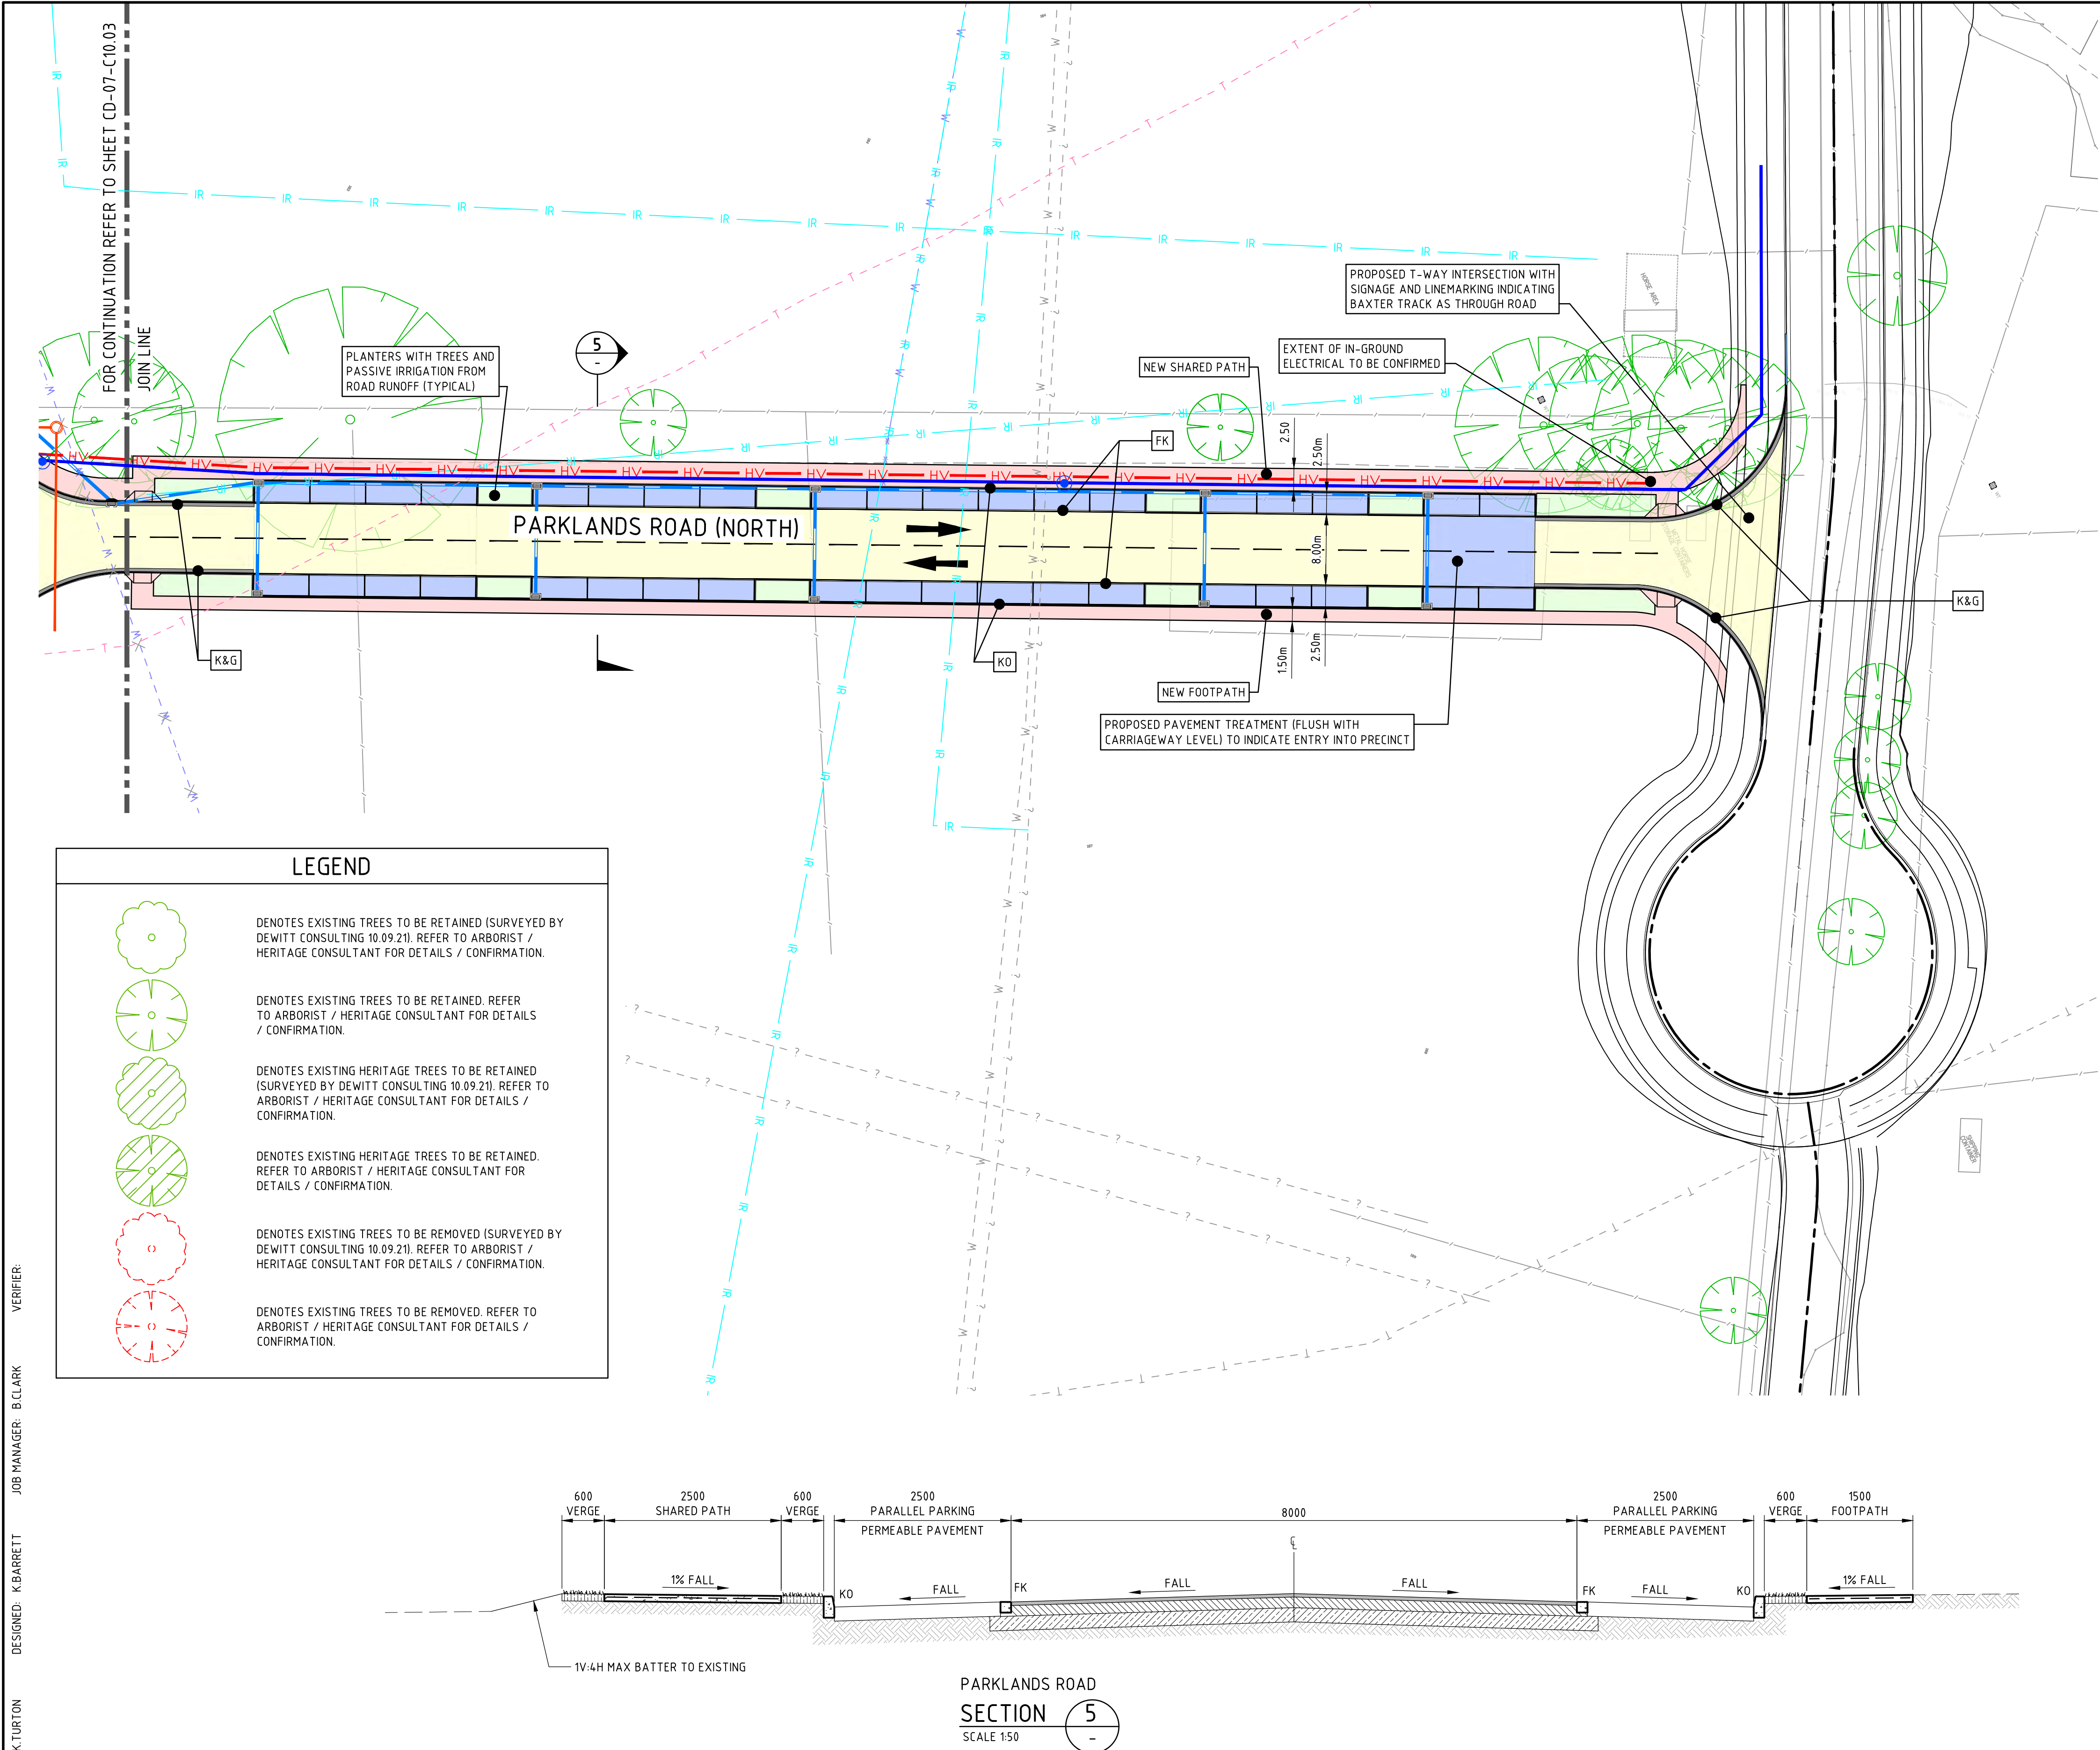 FOR CONTINUATION REFER TO SHEET CD-07-C10.03
JOIN LINE
PLANTERS WITH TREES AND
PASSIVE IRRIGATION FROM
ROAD RUNOFF (TYPICAL)
5
-
NEW SHARED PATH
EXTENT OF IN-GROUND
ELECTRICAL TO BE CONFIRMED
PROPOSED T-WAY INTERSECTION WITH
SIGNAGE AND LINEMARKING INDICATING
BAXTER TRACK AS THROUGH ROAD
HORSE AREA
FK
2.50
2.50m
PARKLANDS ROAD (NORTH)
8.00m
K&G
K&G
KO
1.50m
2.50m
NEW FOOTPATH
PROPOSED PAVEMENT TREATMENT (FLUSH WITH
CARRIAGEWAY LEVEL) TO INDICATE ENTRY INTO PRECINCT
SHIPPING
CONTAINER
LEGEND
DENOTES EXISTING TREES TO BE RETAINED (SURVEYED BY
DEWITT CONSULTING 10.09.21). REFER TO ARBORIST /
HERITAGE CONSULTANT FOR DETAILS / CONFIRMATION.
DENOTES EXISTING TREES TO BE RETAINED. REFER
TO ARBORIST / HERITAGE CONSULTANT FOR DETAILS
/ CONFIRMATION.
DENOTES EXISTING HERITAGE TREES TO BE RETAINED
(SURVEYED BY DEWITT CONSULTING 10.09.21). REFER TO
ARBORIST / HERITAGE CONSULTANT FOR DETAILS /
CONFIRMATION.
DENOTES EXISTING HERITAGE TREES TO BE RETAINED.
REFER TO ARBORIST / HERITAGE CONSULTANT FOR
DETAILS / CONFIRMATION.
DENOTES EXISTING TREES TO BE REMOVED (SURVEYED BY
DEWITT CONSULTING 10.09.21). REFER TO ARBORIST /
HERITAGE CONSULTANT FOR DETAILS / CONFIRMATION.
DENOTES EXISTING TREES TO BE REMOVED. REFER TO
ARBORIST / HERITAGE CONSULTANT FOR DETAILS /
CONFIRMATION.
VERIFIER:
JOB MANAGER: B.CLARK
DESIGNED: K.BARRETT
K.TURTON
600
VERGE
2500
SHARED PATH
600
VERGE
2500
PARALLEL PARKING
PERMEABLE PAVEMENT
8000
2500
PARALLEL PARKING
PERMEABLE PAVEMENT
600
VERGE
1500
FOOTPATH
1% FALL
KO
FALL
FK
FALL
FALL
FK
FALL
KO
1% FALL
1V:4H MAX BATTER TO EXISTING
PARKLANDS ROAD
SECTION
5
-
SCALE 1:50